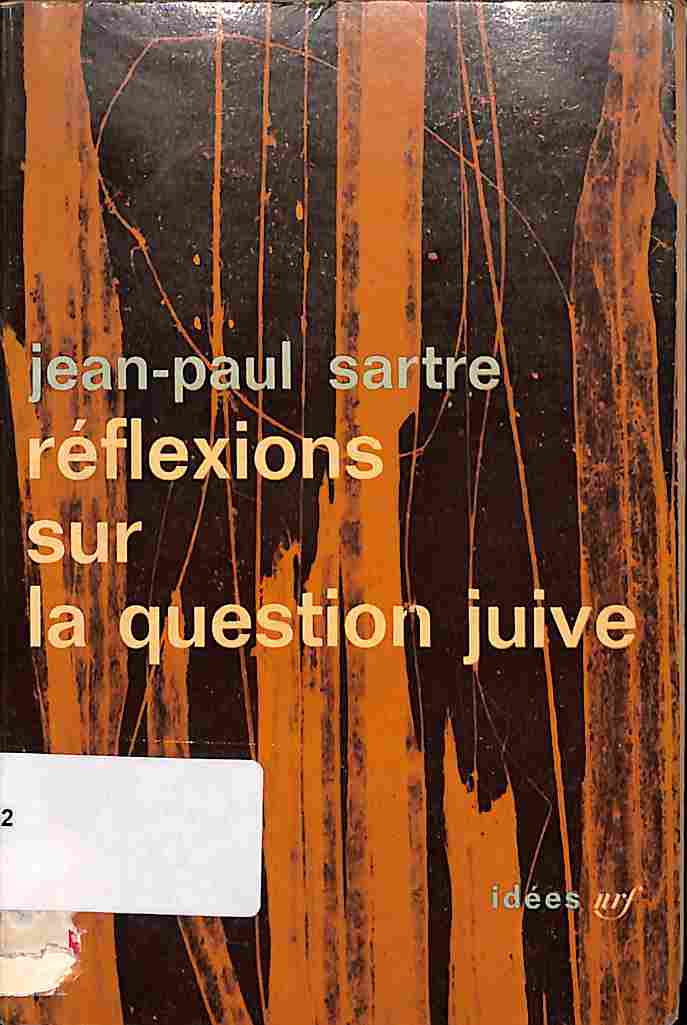 jean-paul sartre
réflexions
sur
la question juive
2
idées nrf